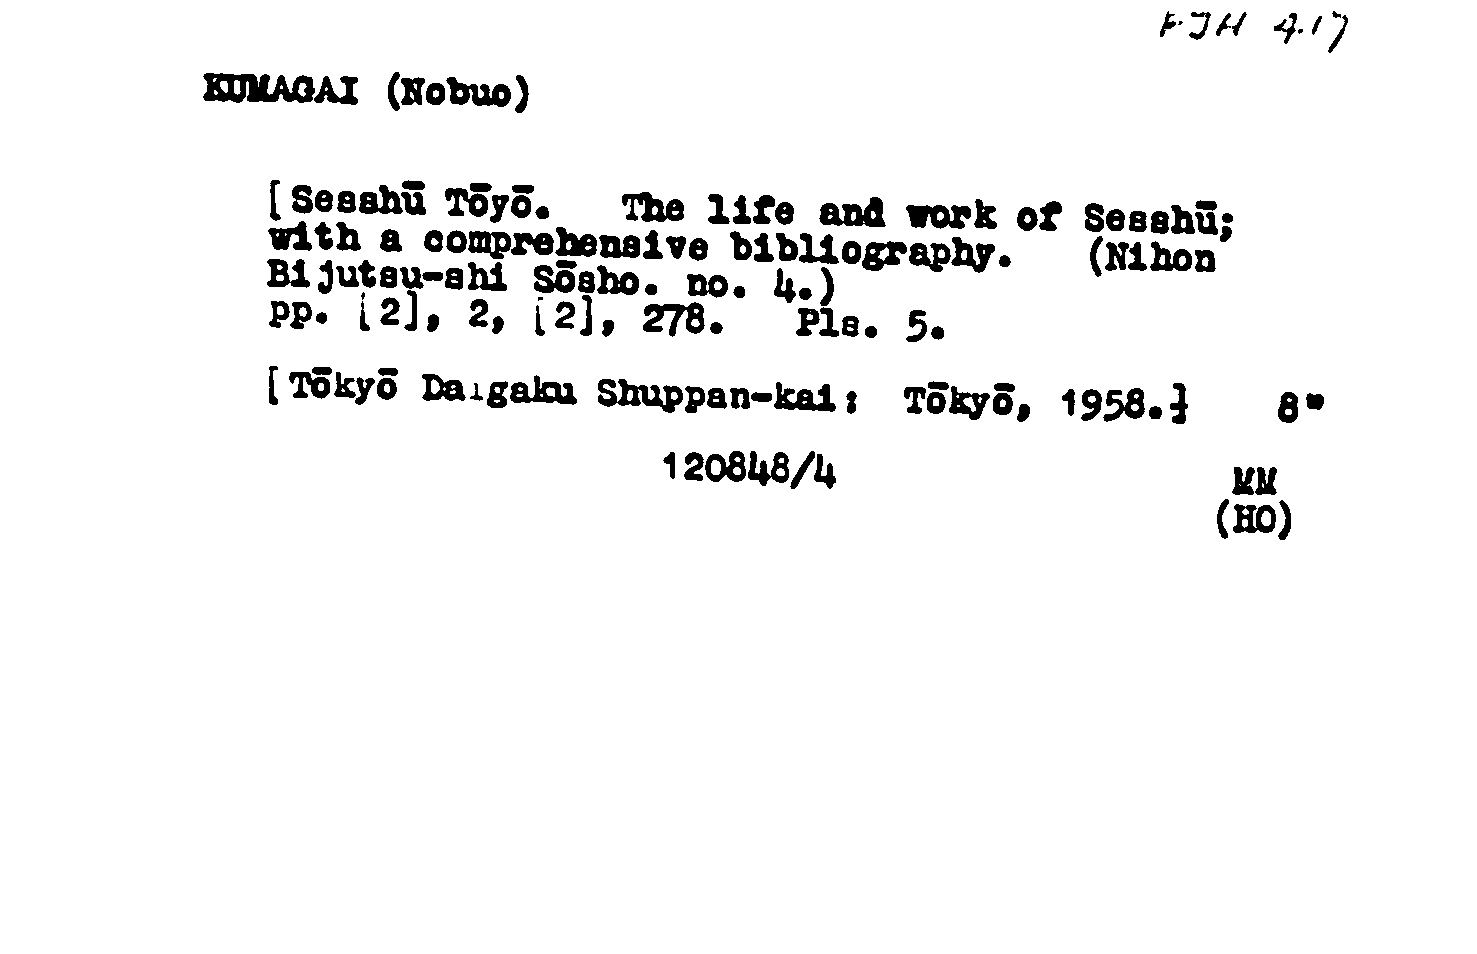 FJH 4.17
KUMAGAI (Nobuo)
[Sesshū Tōyō. The life and work of Sesshū;
with a comprehensive bibliography. (Nihon
Bijutsu-shi Sōsho. no. 4.)
pp. [2], 2, [2], 278. Pls. 5.
[Tōkyō Daigaku Shuppan-kai: Tōkyō, 1958.]   8"
120848/4
MM
(HO)